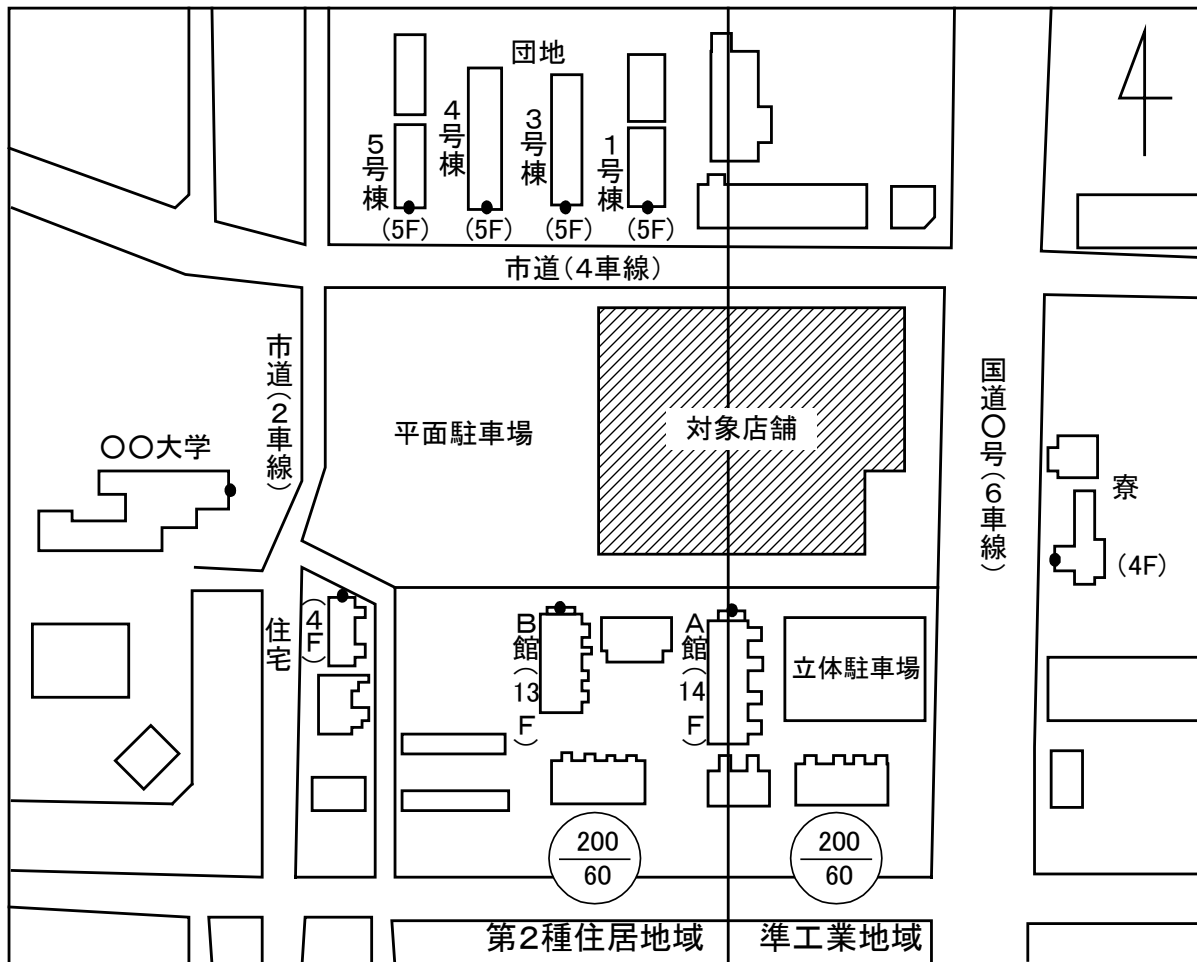 団地
5号棟
4号棟
3号棟
1号棟
(5F)
(5F)
(5F)
(5F)
市道(4車線)
市道(2車線)
国道〇号(6車線)
平面駐車場
対象店舗
〇〇大学
寮
(4F)
住宅
(4F)
B館(13F)
A館(14F)
立体駐車場
200
60
200
60
第2種住居地域
準工業地域